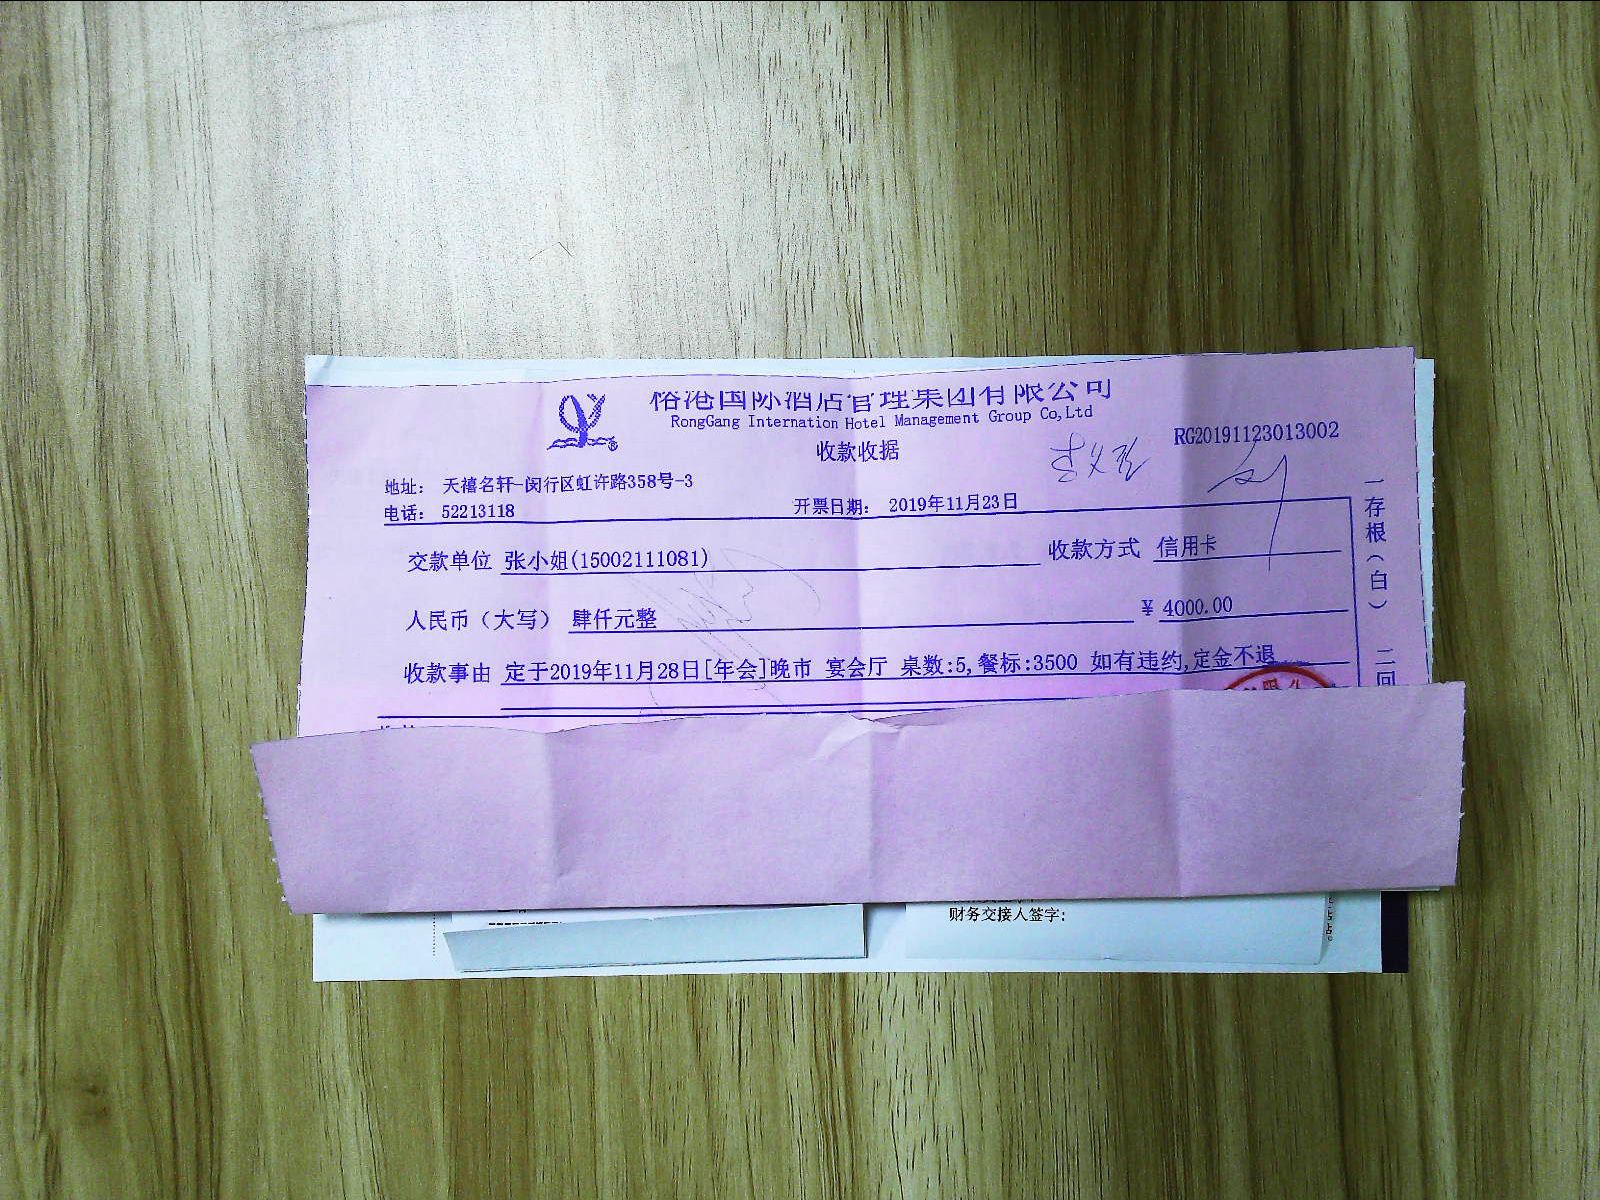 国际酒店管理集团有限公司
RongGang Internation Hotel Management Group Co,Ltd
收款收据
RG20191123013002
地址: 天禧名轩-闵行区虹许路358号-3
电话: 52213118
开票日期: 2019年11月23日
交款单位 张小姐(15002111081)
收款方式 信用卡
人民币（大写） 肆仟元整
¥ 4000.00
收款事由 定于2019年11月28日[年会]晚市 宴会厅 桌数:5,餐标:3500 如有违约,定金不退
一存根（白）
二回
财务交接人签字: